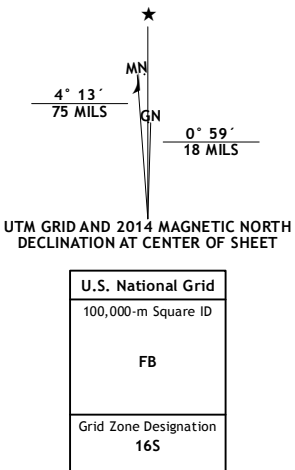 MN
4° 13´
75 MILS
GN
0° 59´
18 MILS
UTM GRID AND 2014 MAGNETIC NORTH
DECLINATION AT CENTER OF SHEET
U.S. National Grid
100,000-m Square ID
FB
Grid Zone Designation
16S